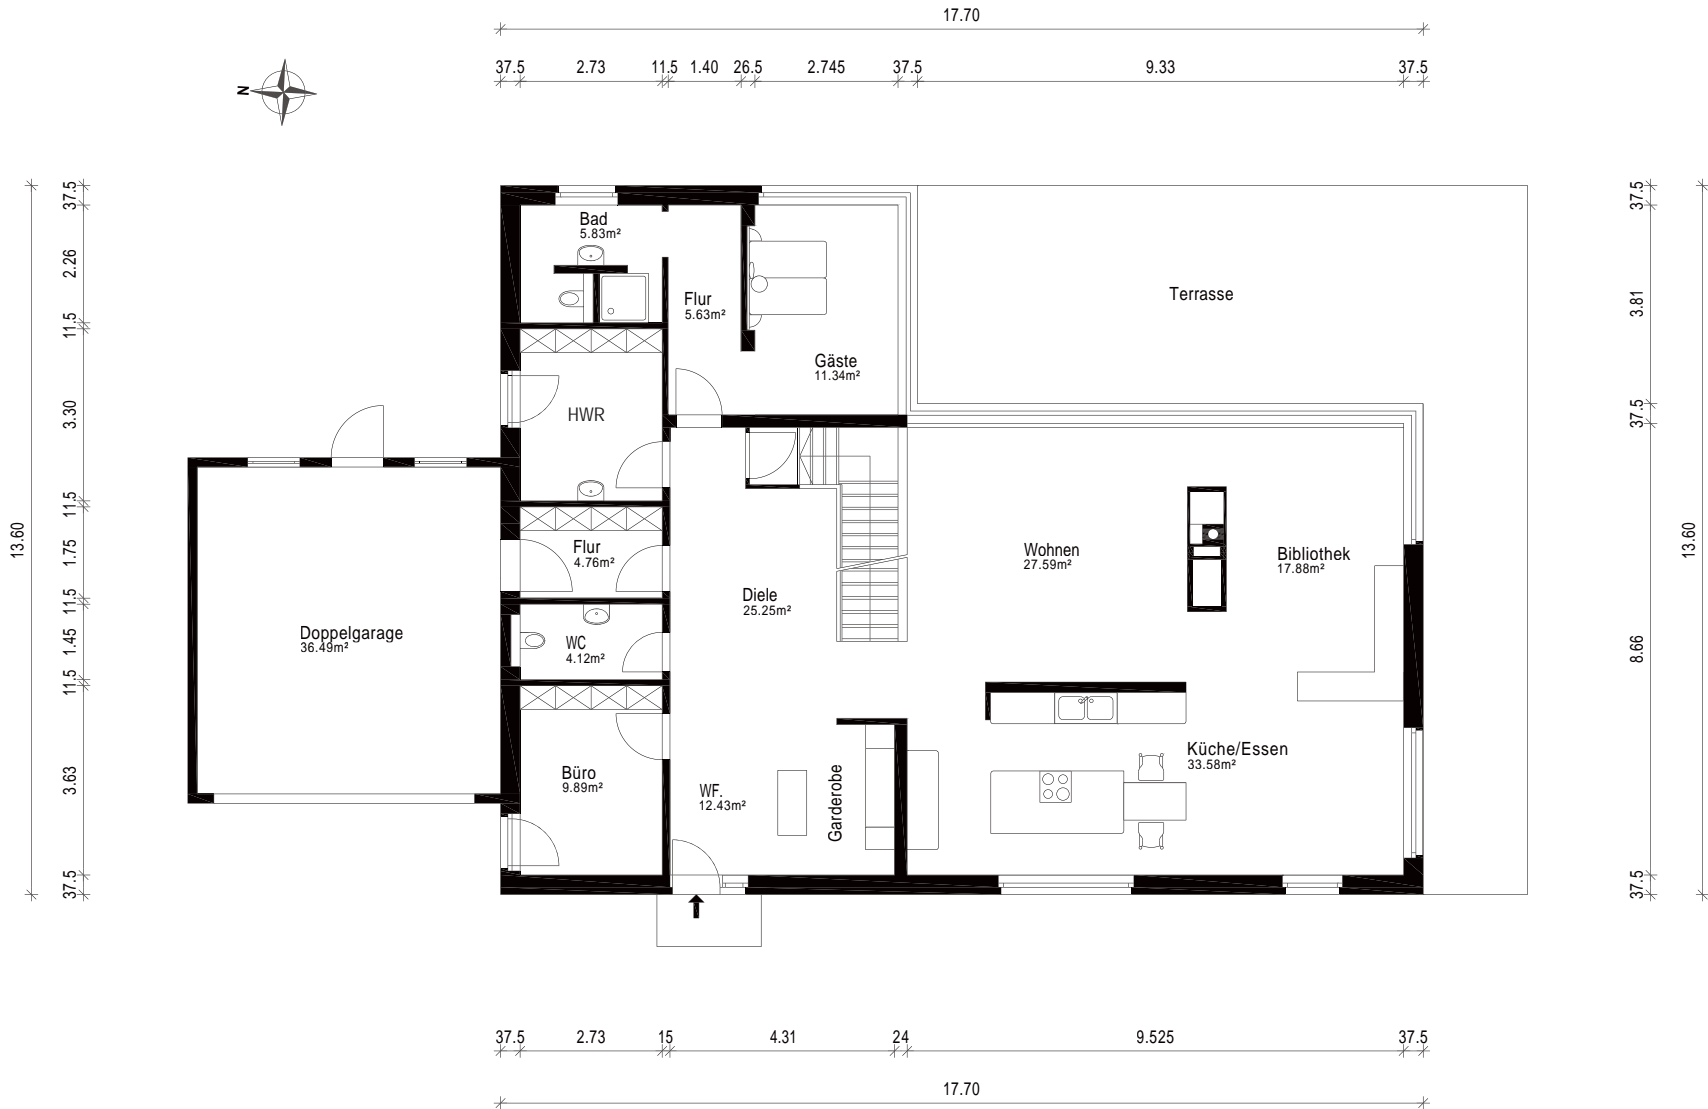 17.70
37.5 2.73 11.5 1.40 26.5 2.745 37.5 9.33 37.5
N
13.60
37.5
2.26
11.5
3.30
11.5
1.75
11.5
1.45
11.5
3.63
37.5
Bad
5.83m²
Flur
5.63m²
Gäste
11.34m²
Terrasse
HWR
Flur
4.76m²
Wohnen
27.59m²
Bibliothek
17.88m²
Diele
25.25m²
Doppelgarage
36.49m²
WC
4.12m²
Büro
9.89m²
WF.
12.43m²
Garderobe
Küche/Essen
33.58m²
37.5
3.81
37.5
8.66
37.5
13.60
37.5 2.73 15 4.31 24 9.525 37.5
17.70